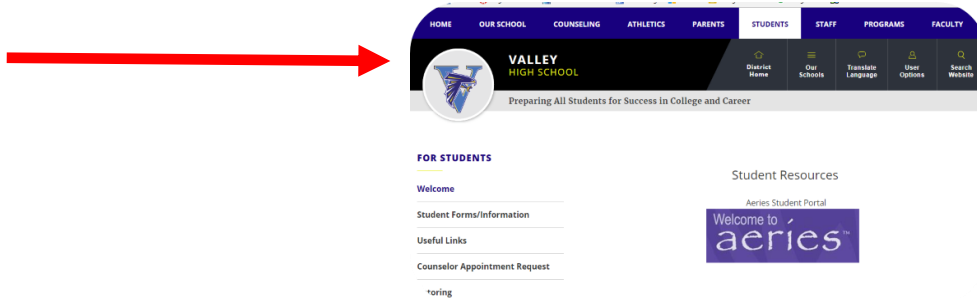 HOME OUR SCHOOL COUNSELING ATHLETICS PARENTS STUDENTS STAFF PROGRAMS FACULTY
VALLEY
HIGH SCHOOL
District Home
Our Schools
Translate Language
User Options
Search Website
Preparing All Students for Success in College and Career
FOR STUDENTS
Welcome
Student Forms/Information
Useful Links
Counselor Appointment Request
toring
Student Resources
Aeries Student Portal
Welcome to
aeries™